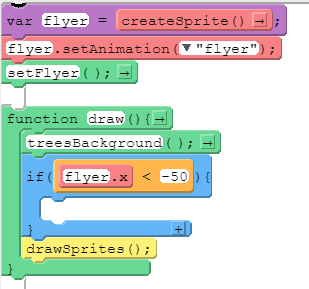 var flyer = createSprite() → ;
flyer.setAnimation( ▼ "flyer");
setFlyer(); →
function draw(){ →
treesBackground(); →
if( flyer.x < -50 ){
} +
drawSprites();
}